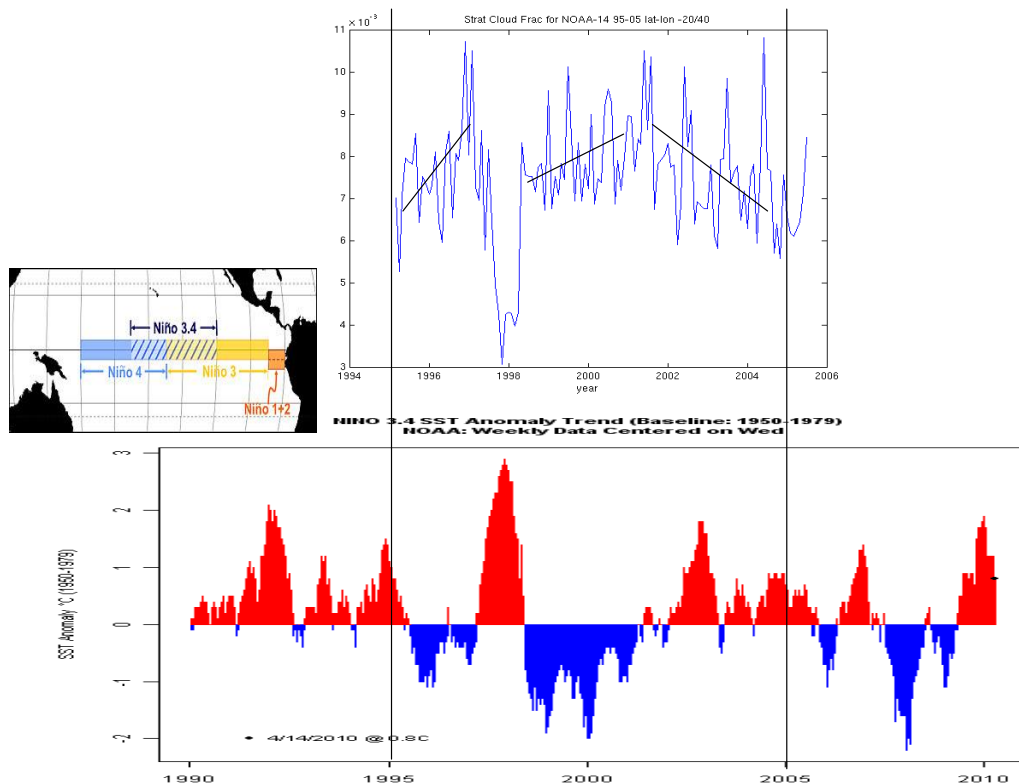 Strat Cloud Frac for NOAA-14 95-05 lat-lon -20/40
11 × 10⁻³
10
9
8
7
6
5
4
3
1994 1996 1998 2000 2002 2004 2006
year
Niño 3.4
Niño 4 Niño 3
Niño 1+2
NINO 3.4 SST Anomaly Trend (Baseline: 1950-1979)
NOAA: Weekly Data Centered on Wed
SST Anomaly °C (1950-1979)
3
2
1
0
-1
-2
4/14/2010 @ 0.8C
1990 1995 2000 2005 2010